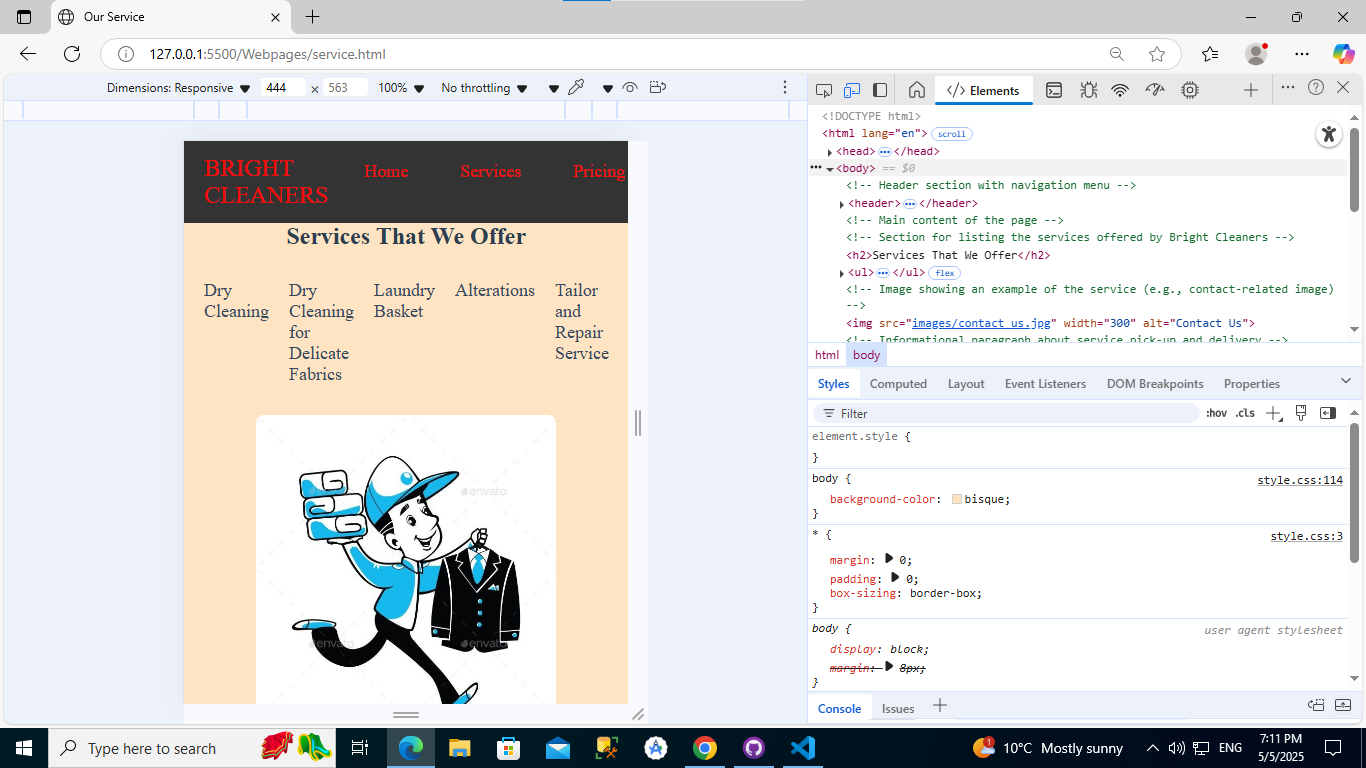 Our Service
127.0.0.1:5500/Webpages/service.html
Dimensions: Responsive 444 × 563 100% No throttling
Elements
BRIGHT CLEANERS
Home Services Pricing
Services That We Offer
Dry Cleaning
Dry Cleaning for Delicate Fabrics
Laundry Basket
Alterations
Tailor and Repair Service
envato
envato
envato
<!DOCTYPE html>
<html lang="en"> scroll
<head> </head>
<body> == $0
<!-- Header section with navigation menu -->
<header> </header>
<!-- Main content of the page -->
<!-- Section for listing the services offered by Bright Cleaners -->
<h2>Services That We Offer</h2>
<ul> </ul> flex
<!-- Image showing an example of the service (e.g., contact-related image)
-->
<img src="images/contact us.jpg" width="300" alt="Contact Us">
<!-- Informational paragraph about service pick-up and delivery -->
html body
Styles Computed Layout Event Listeners DOM Breakpoints Properties
Filter :hov .cls
element.style {
}
body { style.css:114
background-color: bisque;
}
* { style.css:3
margin: 0;
padding: 0;
box-sizing: border-box;
}
body { user agent stylesheet
display: block;
margin: 8px;
}
Console Issues
Type here to search
1
10°C Mostly sunny
ENG
7:11 PM
5/5/2025